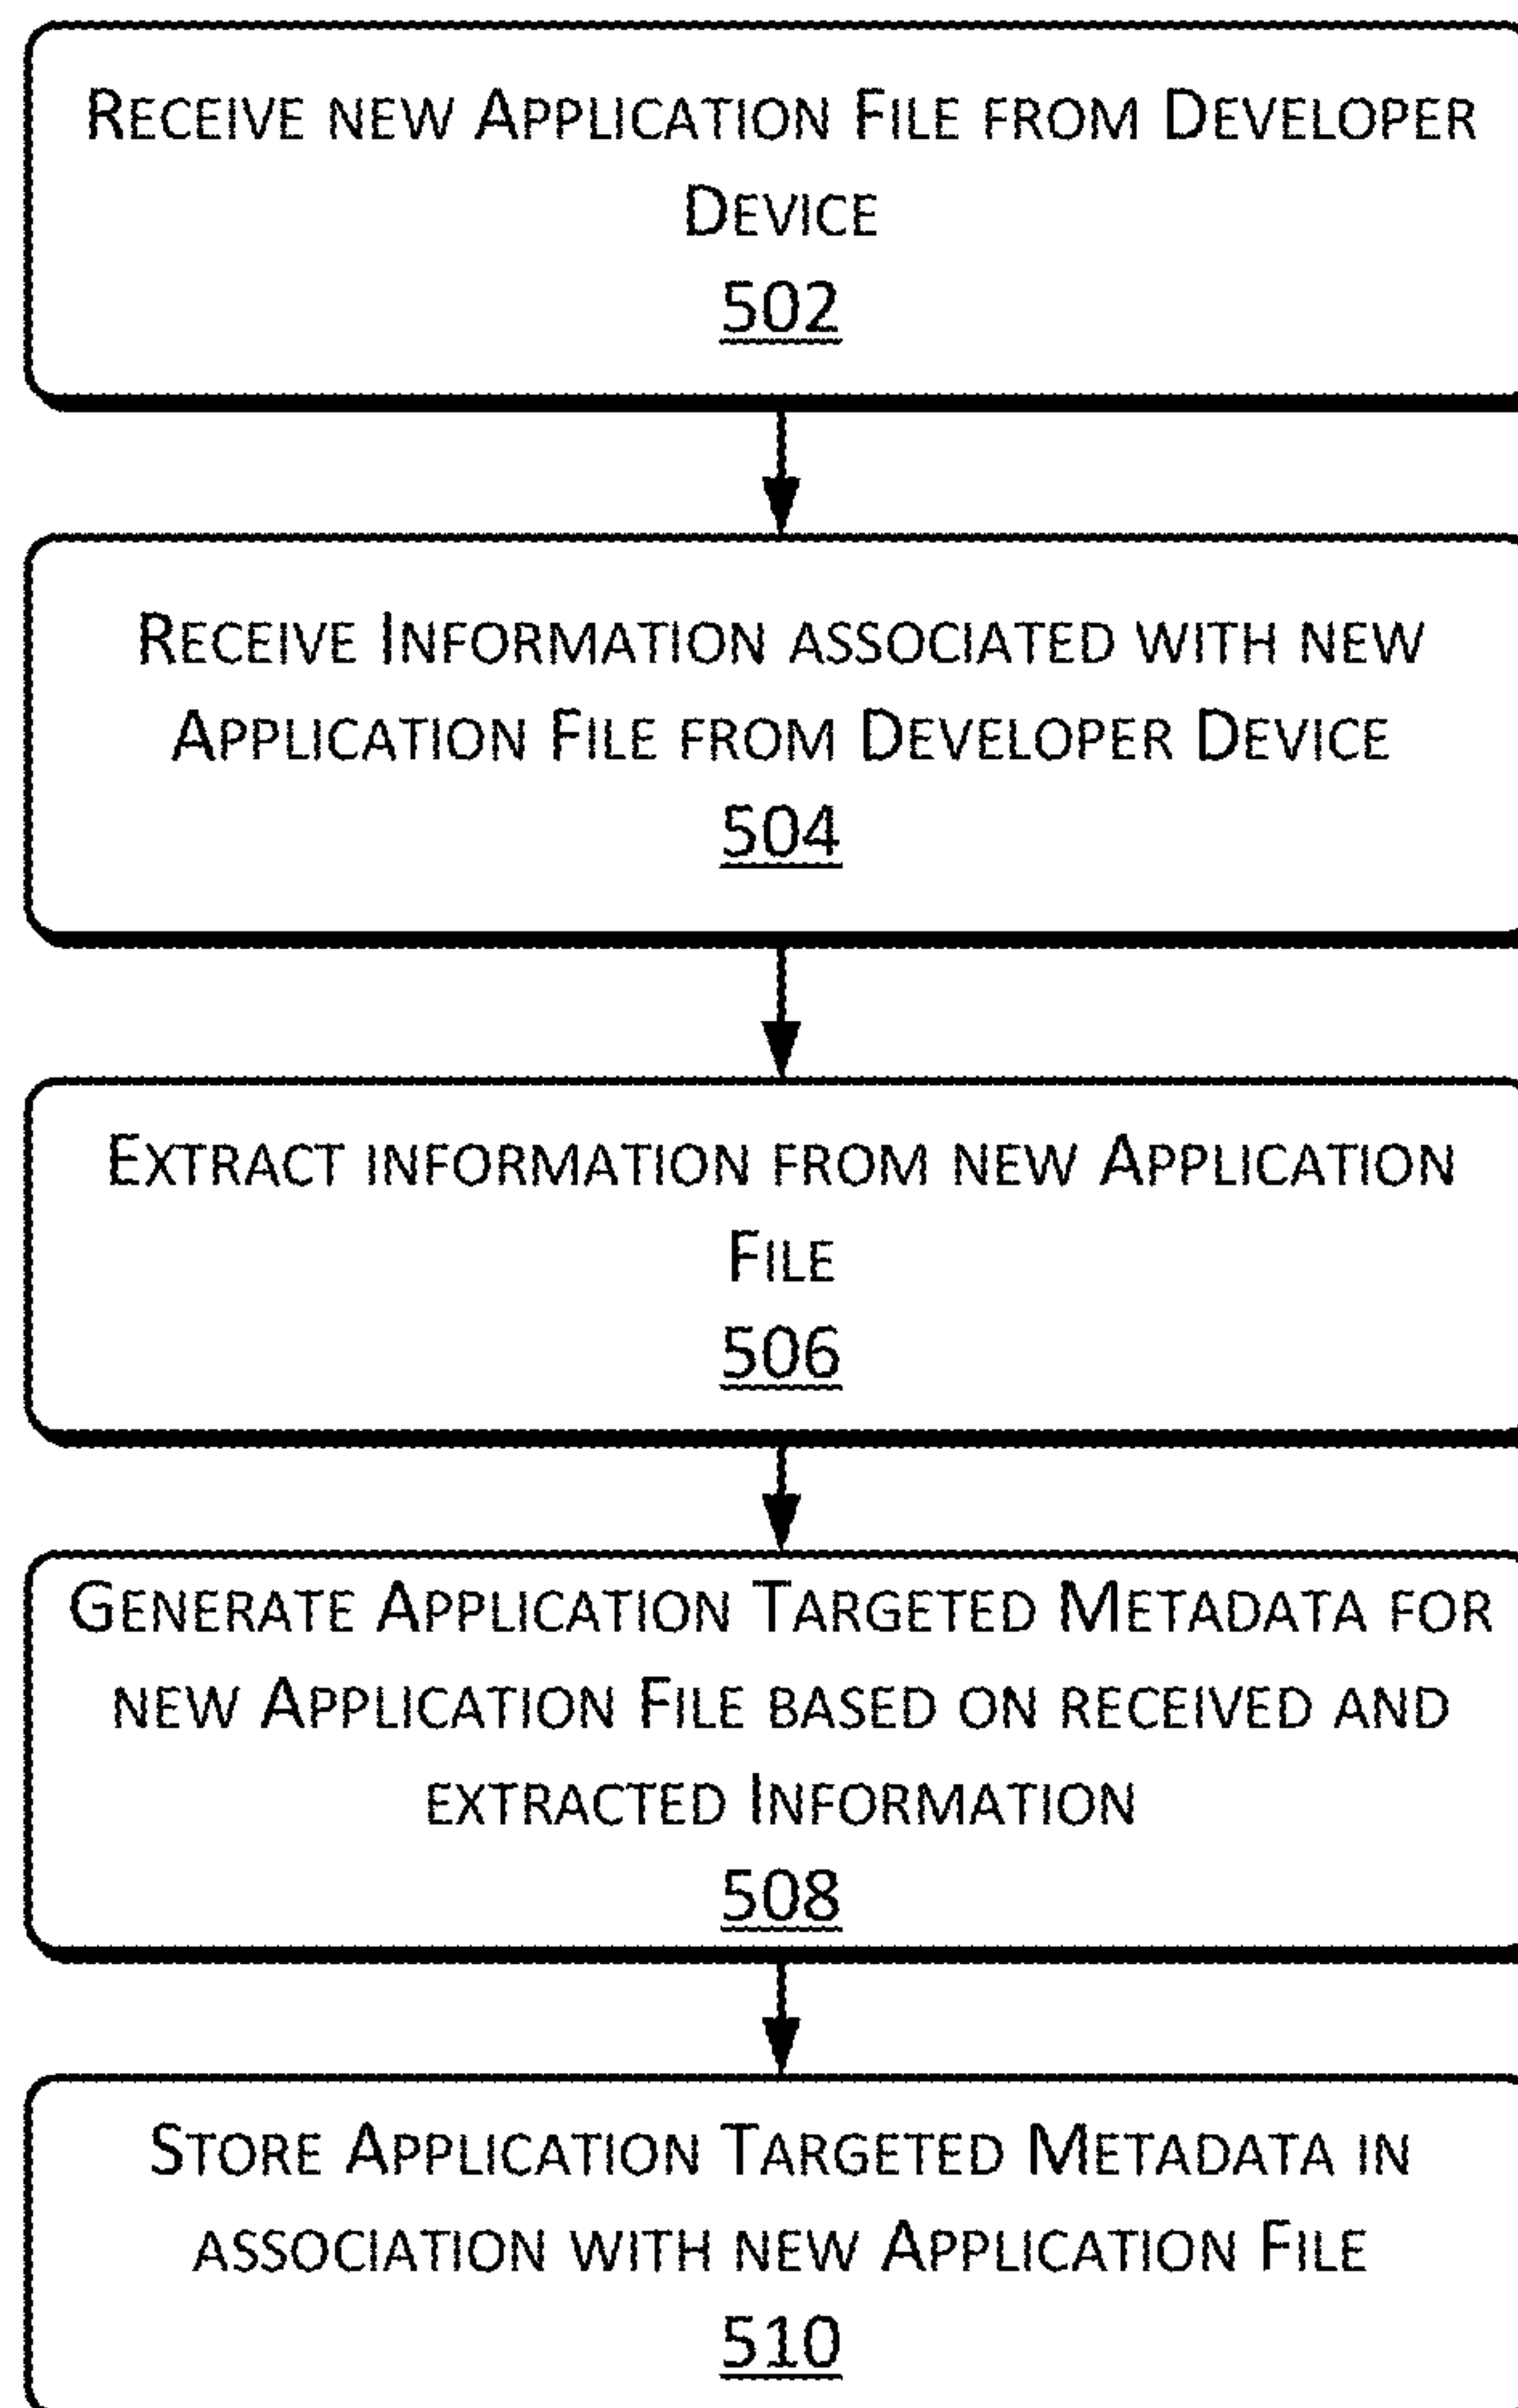 RECEIVE NEW APPLICATION FILE FROM DEVELOPER
DEVICE
502
RECEIVE INFORMATION ASSOCIATED WITH NEW
APPLICATION FILE FROM DEVELOPER DEVICE
504
EXTRACT INFORMATION FROM NEW APPLICATION
FILE
506
GENERATE APPLICATION TARGETED METADATA FOR
NEW APPLICATION FILE BASED ON RECEIVED AND
EXTRACTED INFORMATION
508
STORE APPLICATION TARGETED METADATA IN
ASSOCIATION WITH NEW APPLICATION FILE
510